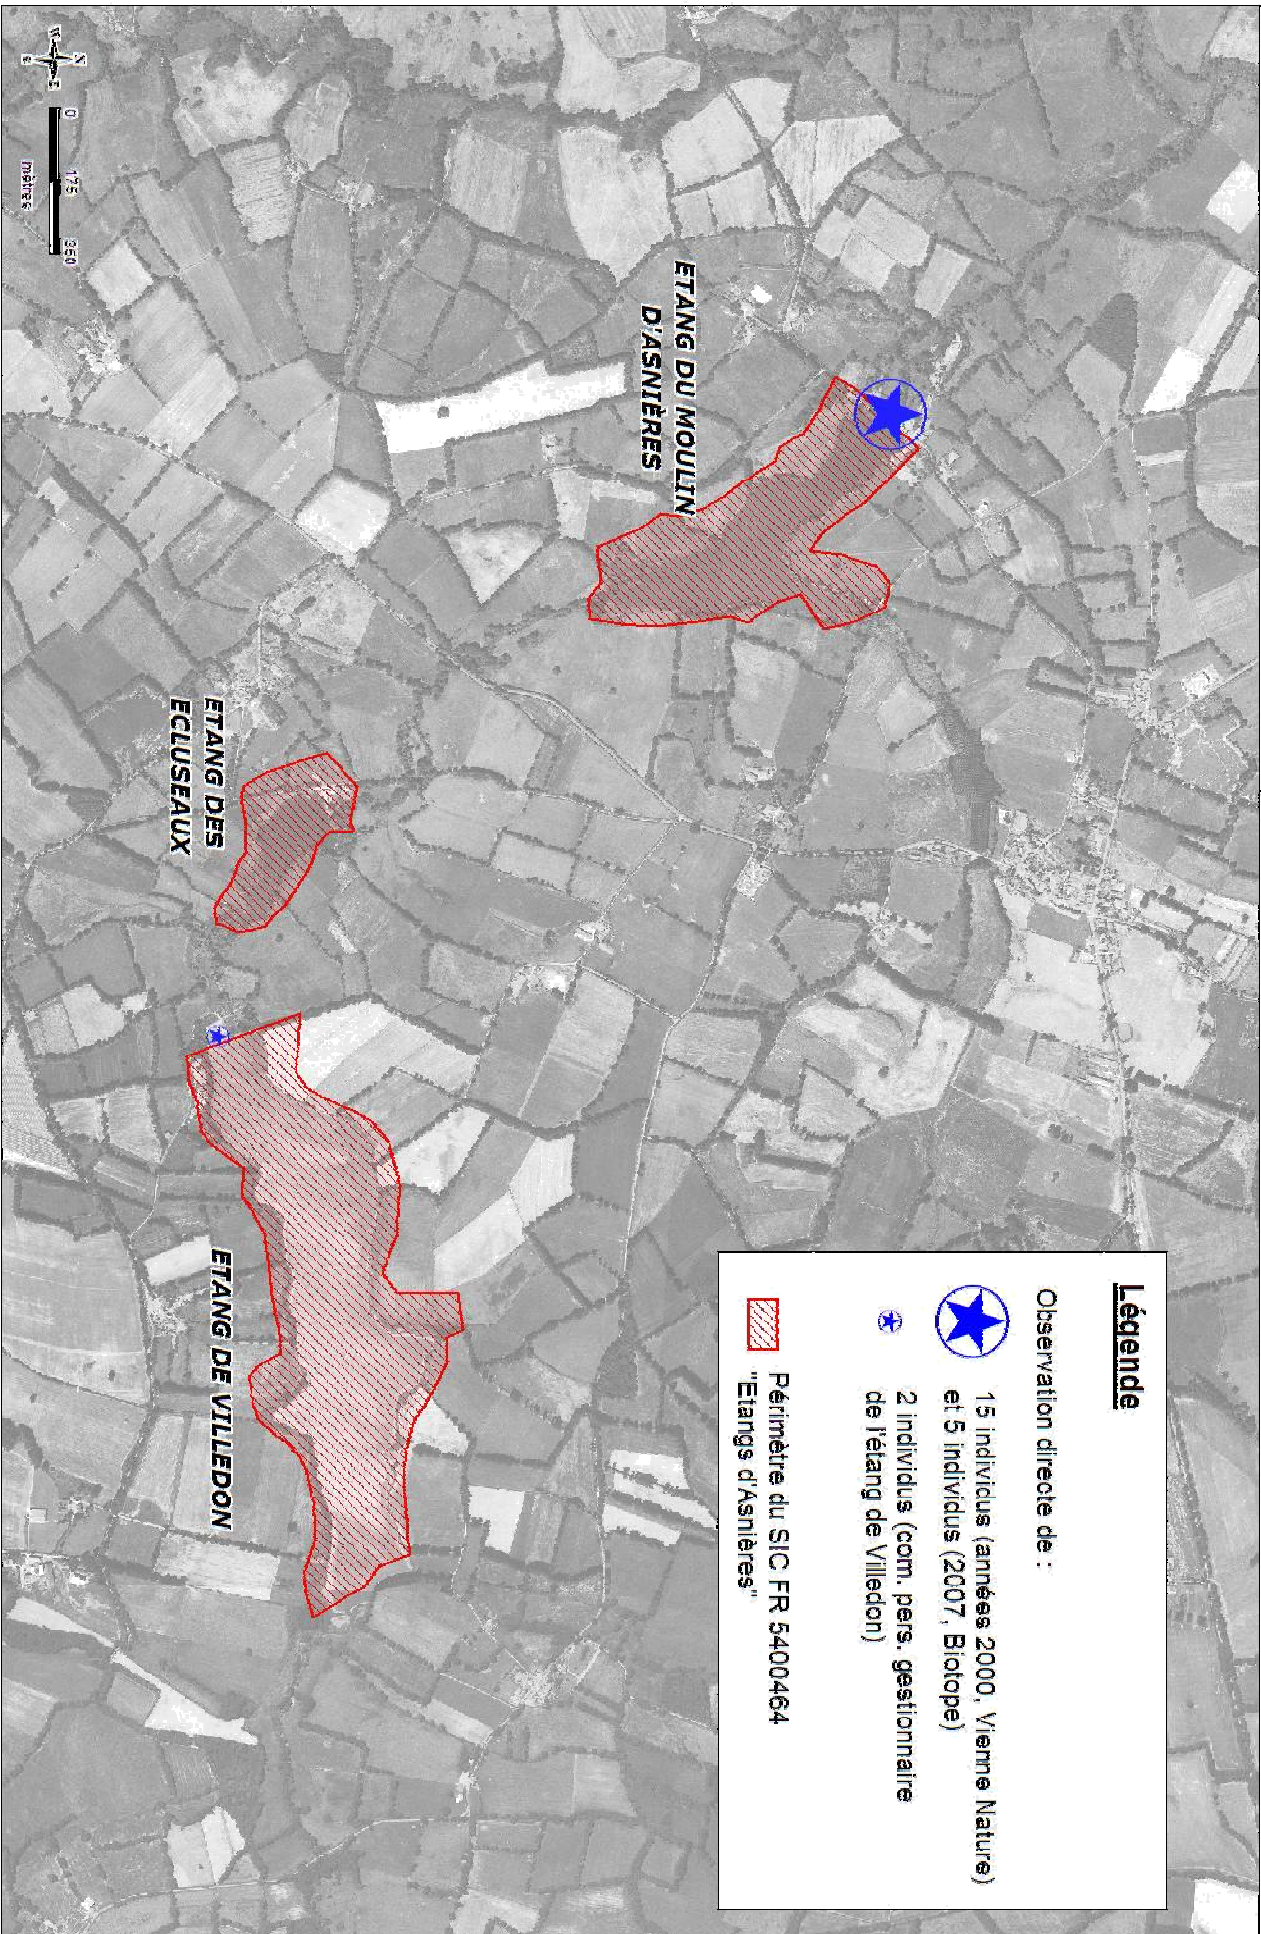 Légende
Observation directe de :
15 individus (années 2000, Vienne Nature)
et 5 individus (2007, Biotope)
2 individus (com. pers. gestionnaire
de l'étang de Villedon)
Périmètre du SIC FR 5400464
"Etangs d'Asnières"
ETANG DU MOULIN
D'ASNIÈRES
ETANG DES
ECLUSEAUX
ETANG DE VILLEDON
N
W E
S
0 175 350
mètres